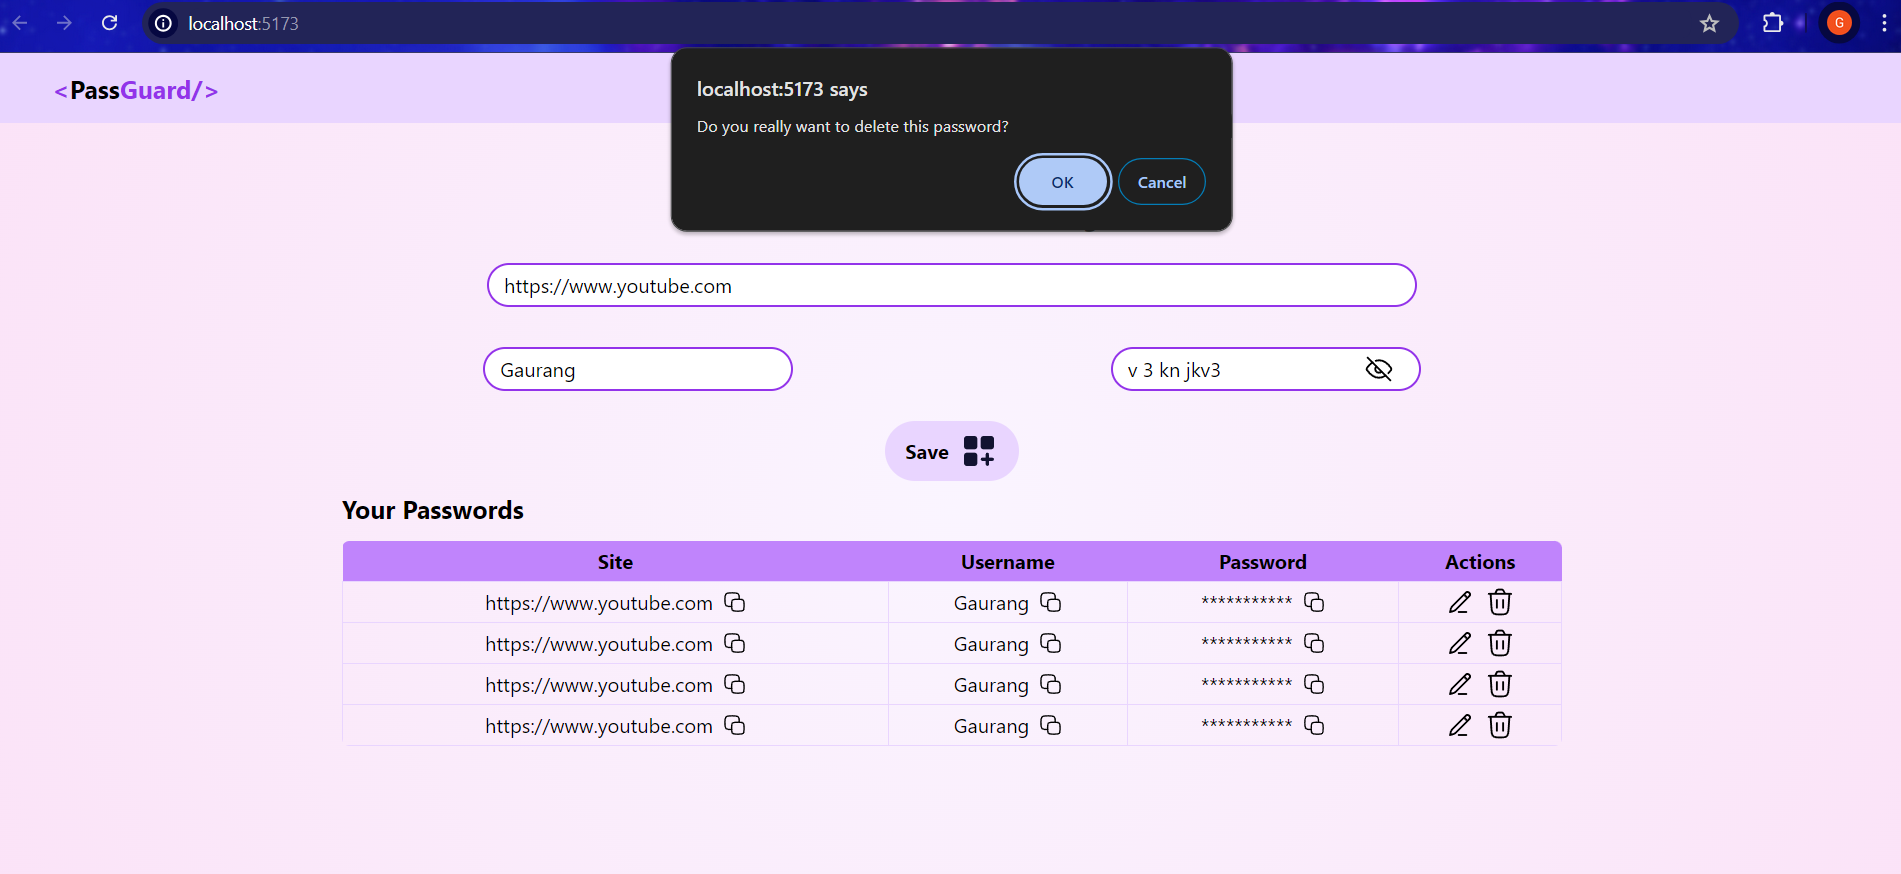 localhost:5173
G
<PassGuard/>
localhost:5173 says
Do you really want to delete this password?
OK Cancel
https://www.youtube.com
Gaurang v 3 kn jkv3
Save
Your Passwords
Site Username Password Actions
https://www.youtube.com Gaurang ***********
https://www.youtube.com Gaurang ***********
https://www.youtube.com Gaurang ***********
https://www.youtube.com Gaurang ***********